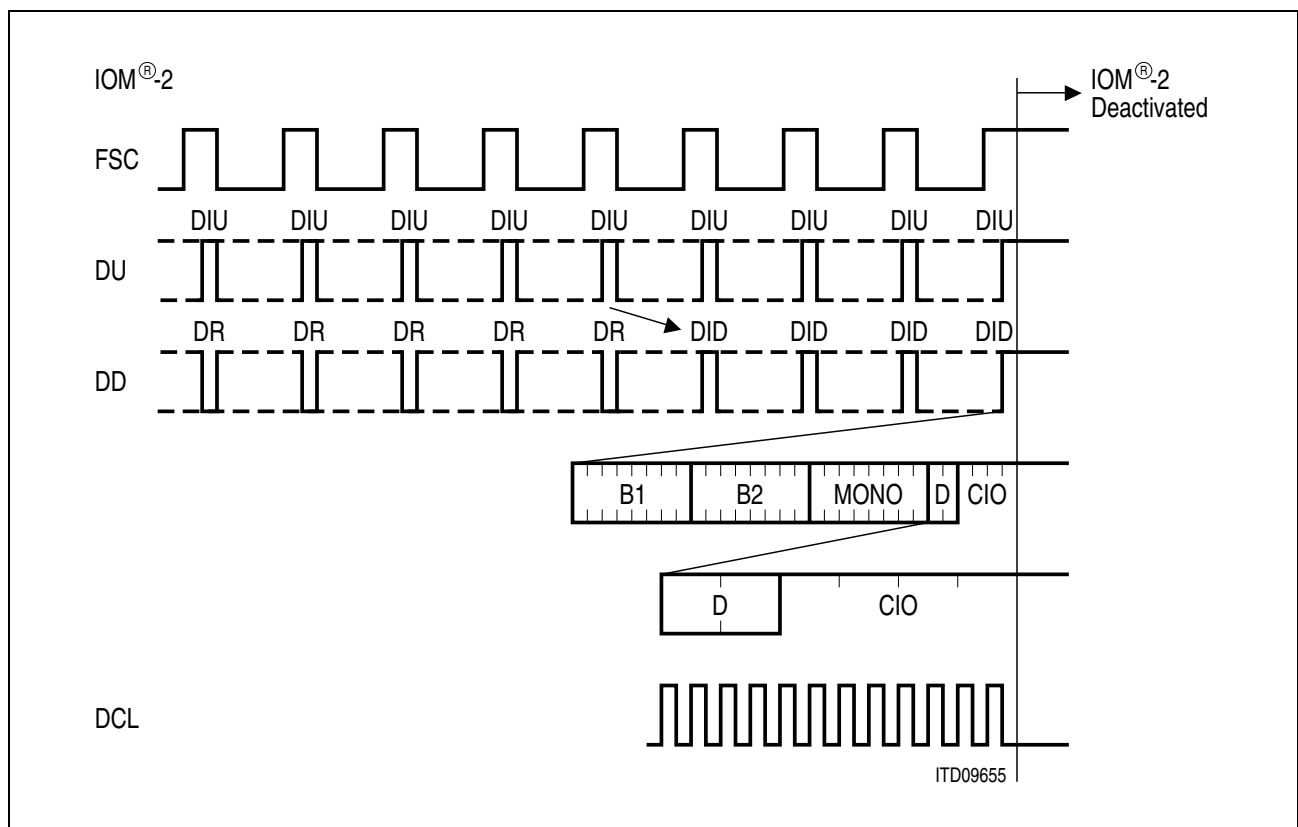 IOM®-2
IOM®-2
Deactivated
FSC
DIU DIU DIU DIU DIU DIU DIU DIU DIU
DU
DR DR DR DR DR DID DID DID DID
DD
B1 B2 MONO D CIO
D CIO
DCL
ITD09655